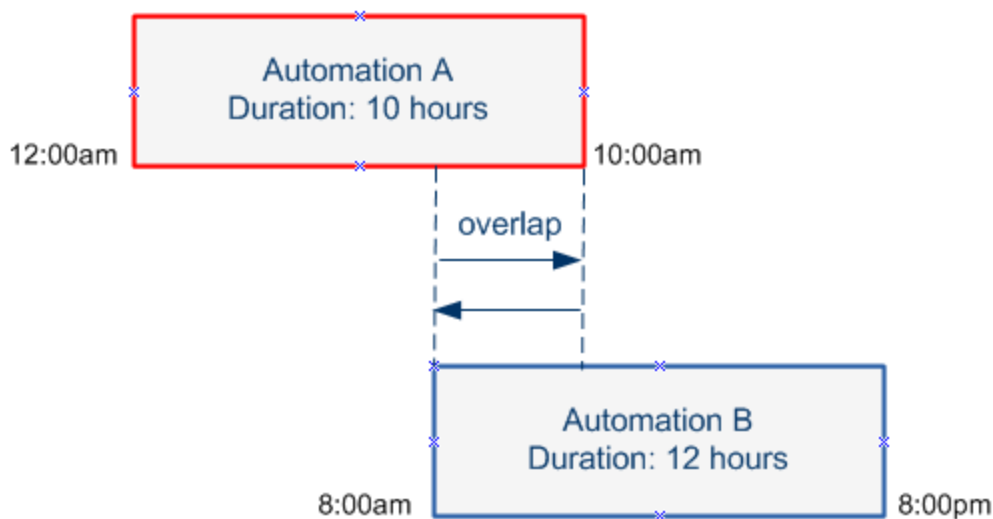 Automation A
Duration: 10 hours
12:00am
10:00am
overlap
Automation B
Duration: 12 hours
8:00am
8:00pm